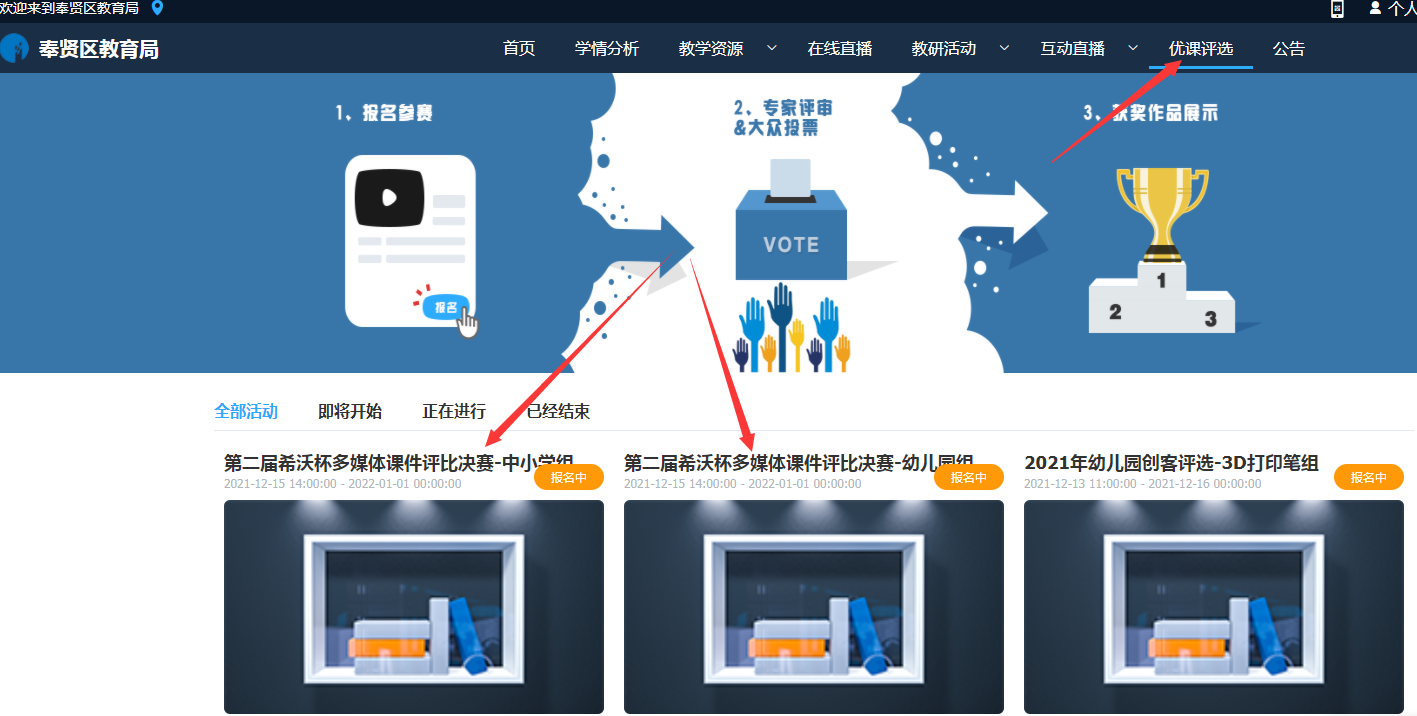 欢迎来到奉贤区教育局
个人
奉贤区教育局
首页 学情分析 教学资源 在线直播 教研活动 互动直播 优课评选 公告
1、报名参赛
2、专家评审
&大众投票
3、获奖作品展示
报名
VOTE
1
2
3
全部活动 即将开始 正在进行 已经结束
第二届希沃杯多媒体课件评比决赛-中小学组
2021-12-15 14:00:00 - 2022-01-01 00:00:00
报名中
第二届希沃杯多媒体课件评比决赛-幼儿园组
2021-12-15 14:00:00 - 2022-01-01 00:00:00
报名中
2021年幼儿园创客评选-3D打印笔组
2021-12-13 11:00:00 - 2021-12-16 00:00:00
报名中